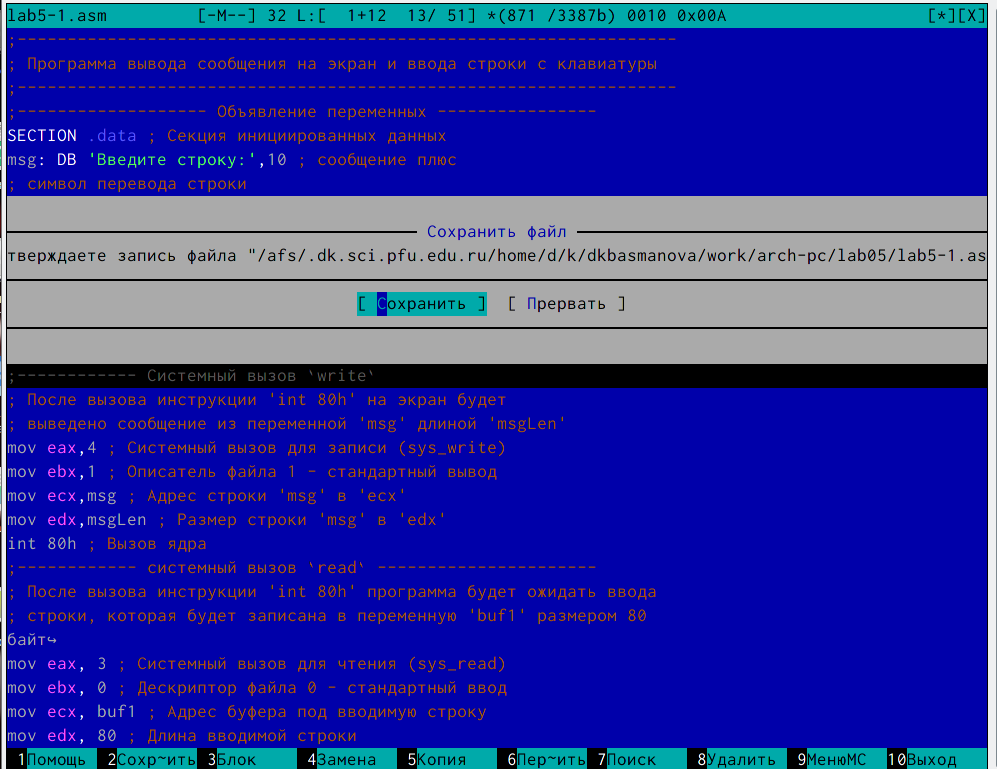 lab5-1.asm [-M--] 32 L:[ 1+12 13/ 51] *(871 /3387b) 0010 0x00A [*][X]
;------------------------------------------------------------------
; Программа вывода сообщения на экран и ввода строки с клавиатуры
;------------------------------------------------------------------
;------------------- Объявление переменных ----------------
SECTION .data ; Секция инициированных данных
msg: DB 'Введите строку:',10 ; сообщение плюс
; символ перевода строки
Сохранить файл
тверждаете запись файла "/afs/.dk.sci.pfu.edu.ru/home/d/k/dkbasmanova/work/arch-pc/lab05/lab5-1.as
[ Сохранить ] [ Прервать ]
;------------ Системный вызов `write`
; После вызова инструкции 'int 80h' на экран будет
; выведено сообщение из переменной 'msg' длиной 'msgLen'
mov eax,4 ; Системный вызов для записи (sys_write)
mov ebx,1 ; Описатель файла 1 - стандартный вывод
mov ecx,msg ; Адрес строки 'msg' в 'ecx'
mov edx,msgLen ; Размер строки 'msg' в 'edx'
int 80h ; Вызов ядра
;------------ системный вызов `read` ----------------------
; После вызова инструкции 'int 80h' программа будет ожидать ввода
; строки, которая будет записана в переменную 'buf1' размером 80
байт↪
mov eax, 3 ; Системный вызов для чтения (sys_read)
mov ebx, 0 ; Дескриптор файла 0 - стандартный ввод
mov ecx, buf1 ; Адрес буфера под вводимую строку
mov edx, 80 ; Длина вводимой строки
1Помощь 2Сохр~ить 3Блок 4Замена 5Копия 6Пер~ить 7Поиск 8Удалить 9МенюMC 10Выход